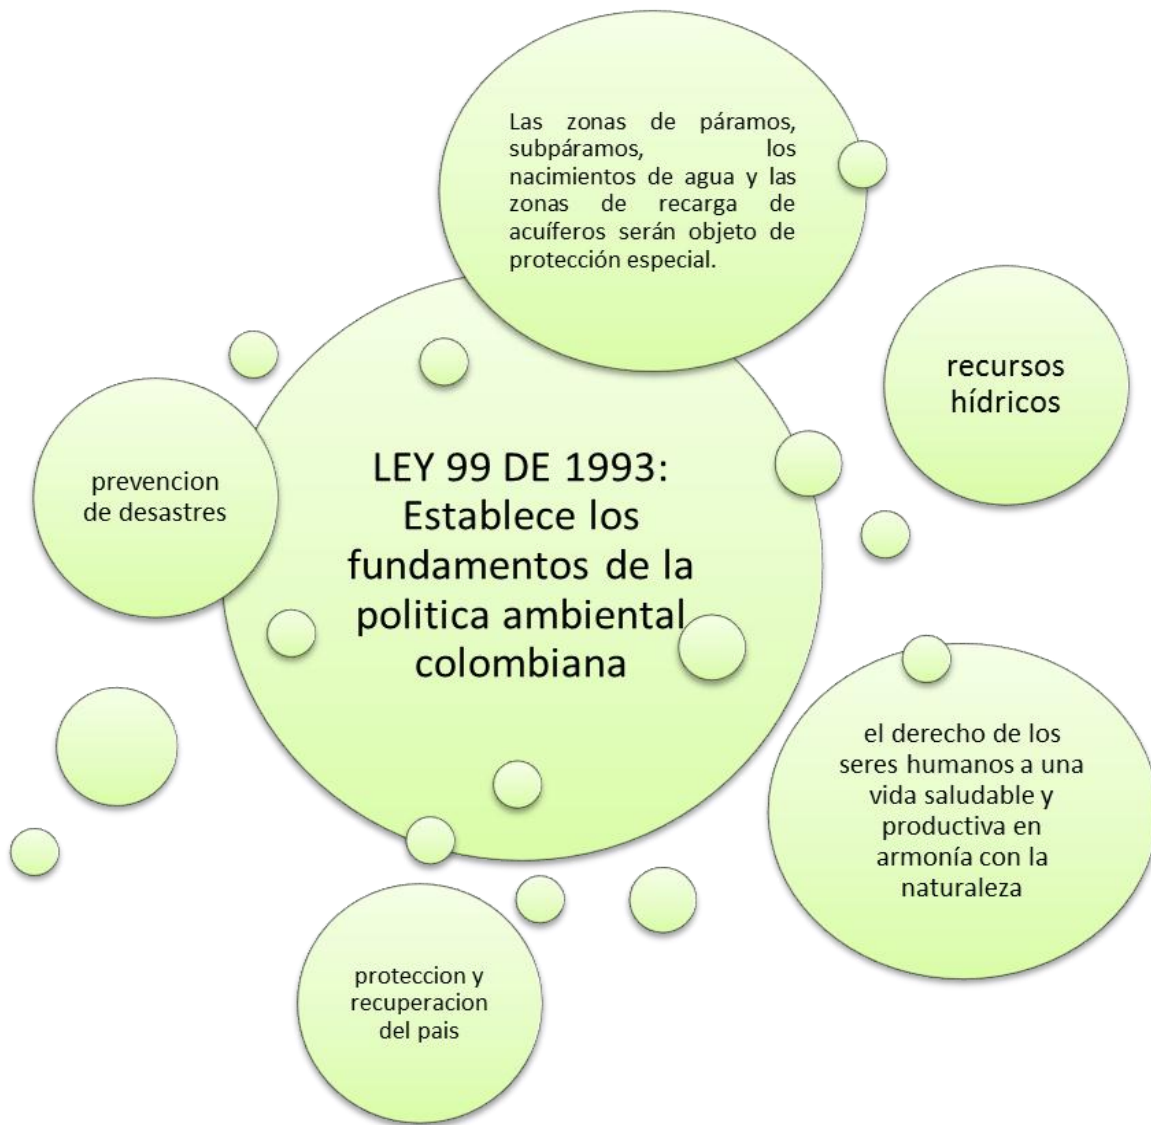 Las zonas de páramos,
subpáramos, los
nacimientos de agua y las
zonas de recarga de
acuíferos serán objeto de
protección especial.
recursos
hídricos
LEY 99 DE 1993:
Establece los
fundamentos de la
politica ambiental
colombiana
prevencion
de desastres
el derecho de los
seres humanos a una
vida saludable y
productiva en
armonía con la
naturaleza
proteccion y
recuperacion
del pais